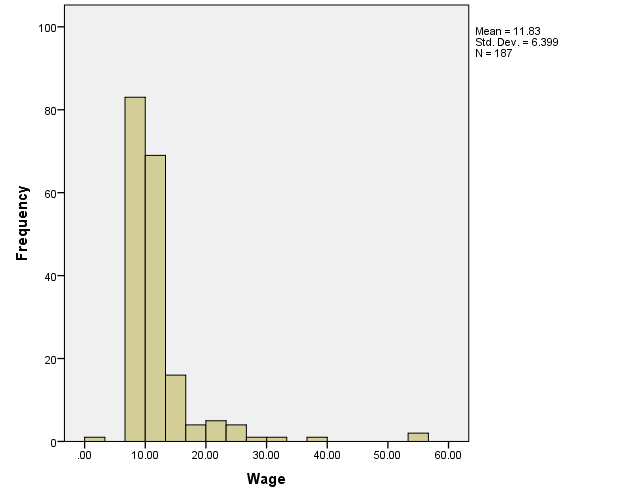 Mean = 11.83
Std. Dev. = 6.399
N = 187
100
80
60
40
20
0
Frequency
.00 10.00 20.00 30.00 40.00 50.00 60.00
Wage